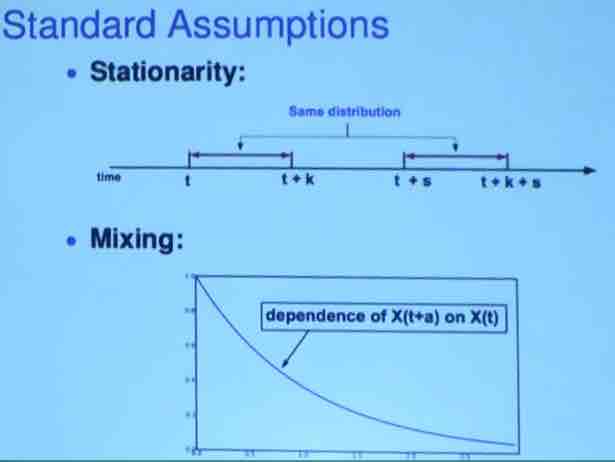 Standard Assumptions
• Stationarity:
Same distribution
time t t + k t + s t + k + s
• Mixing:
dependence of X(t+a) on X(t)